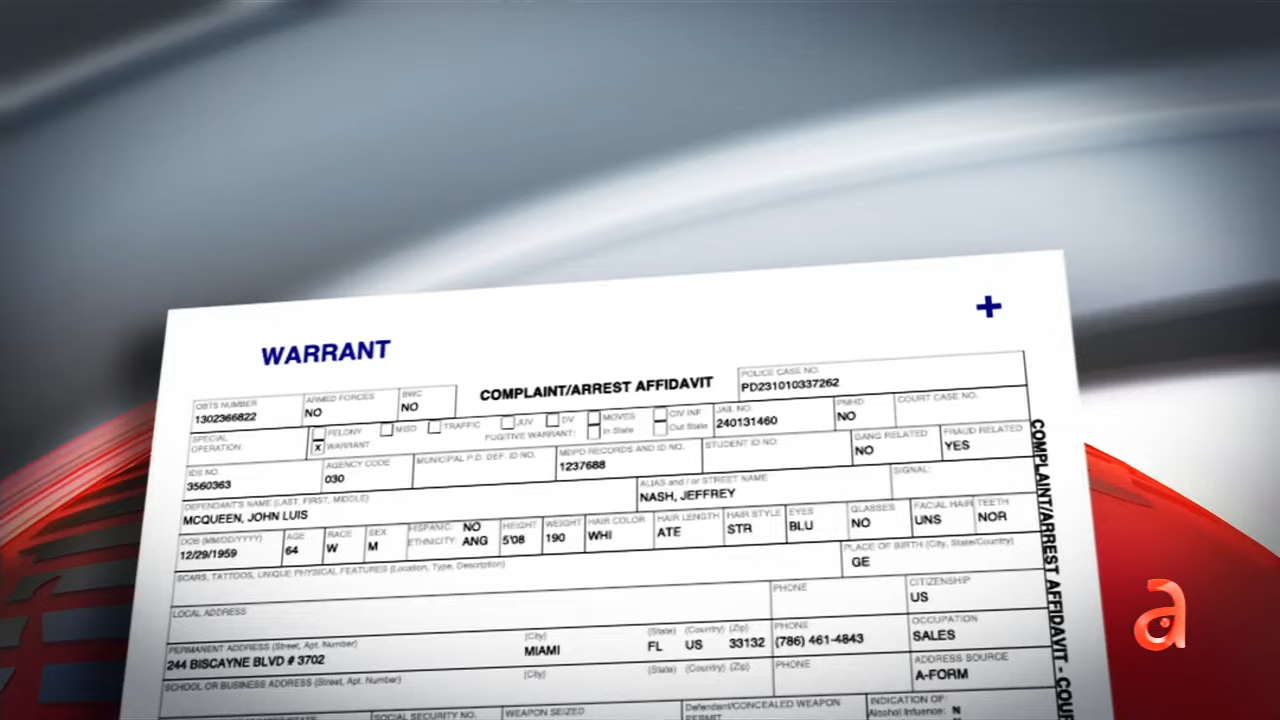 WARRANT
+
COMPLAINT/ARREST AFFIDAVIT
POLICE CASE NO.
PD231010337262
OBTS NUMBER
1302366822
ARMED FORCES
NO
BWC
NO
SPECIAL OPERATION:
FELONY
MISD
TRAFFIC
JUV
DV
MOVES
CIV INF
x WARRANT
FUGITIVE WARRANT:
In State
Out State
JAIL NO.
240131460
PMHD
NO
COURT CASE NO.
IDS NO.
3560363
AGENCY CODE
030
MUNICIPAL P.D. DEF. ID NO.
MDPD RECORDS AND ID NO.
1237688
STUDENT ID NO.
GANG RELATED
NO
FRAUD RELATED
YES
DEFENDANT'S NAME (LAST, FIRST, MIDDLE)
MCQUEEN, JOHN LUIS
ALIAS and / or STREET NAME
NASH, JEFFREY
SIGNAL:
DOB (MM/DD/YYYY)
12/29/1959
AGE
64
RACE
W
SEX
M
HISPANIC: NO
ETHNICITY: ANG
HEIGHT
5'08
WEIGHT
190
HAIR COLOR
WHI
HAIR LENGTH
ATE
HAIR STYLE
STR
EYES
BLU
GLASSES
NO
FACIAL HAIR
UNS
TEETH
NOR
SCARS, TATTOOS, UNIQUE PHYSICAL FEATURES (Location, Type, Description)
PLACE OF BIRTH (City, State/Country)
GE
LOCAL ADDRESS
PHONE
CITIZENSHIP
US
PERMANENT ADDRESS (Street, Apt. Number)
244 BISCAYNE BLVD # 3702
(City)
MIAMI
(State) (Country) (Zip)
FL US 33132
PHONE
(786) 461-4843
OCCUPATION
SALES
SCHOOL OR BUSINESS ADDRESS (Street, Apt. Number)
(City)
(State) (Country) (Zip)
PHONE
ADDRESS SOURCE
A-FORM
SOCIAL SECURITY NO.
WEAPON SEIZED
Defendant/CONCEALED WEAPON
PERMIT
INDICATION OF:
Alcohol Influence: N
COMPLAINT/ARREST AFFIDAVIT - COUR
a